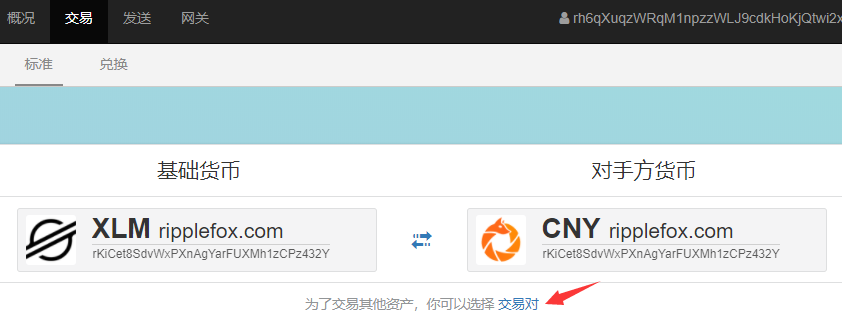 概况 交易 发送 网关 rh6qXuqzWRqM1npzzWLJ9cdkHoKjQtwi2x
标准 兑换
基础货币 对手方货币
XLM ripplefox.com CNY ripplefox.com
rKiCet8SdvWxPXnAgYarFUXMh1zCPz432Y rKiCet8SdvWxPXnAgYarFUXMh1zCPz432Y
为了交易其他资产，你可以选择 交易对